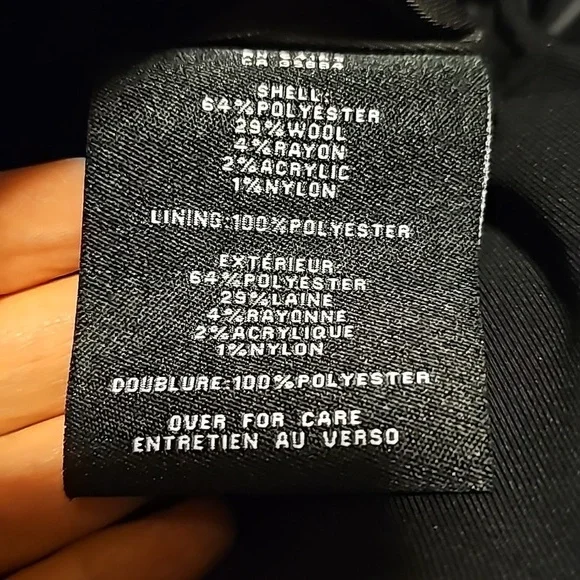 SHELL:
64%POLYESTER
29%WOOL
4%RAYON
2%ACRYLIC
1%NYLON
LINING:100%POLYESTER
EXTÉRIEUR:
64%POLYESTER
29%LAINE
4%RAYONNE
2%ACRYLIQUE
1%NYLON
DOUBLURE:100%POLYESTER
OVER FOR CARE
ENTRETIEN AU VERSO